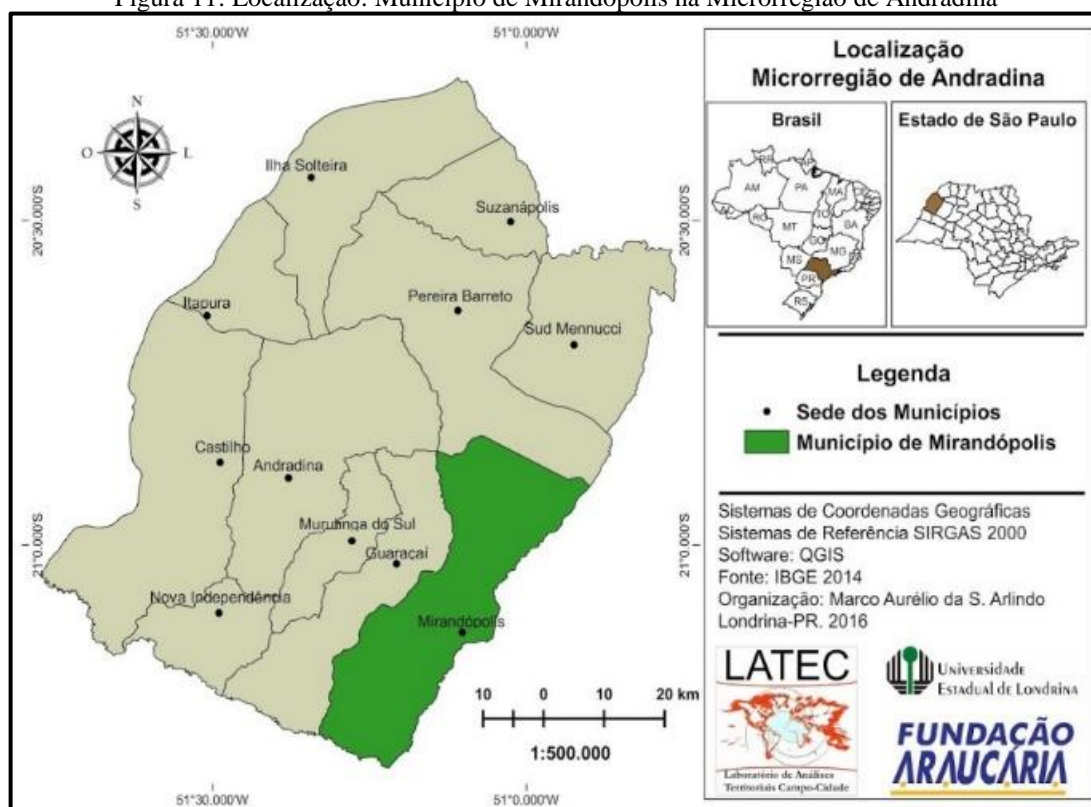 Figura 11: Localização: Município de Mirandópolis na Microrregião de Andradina
51°30.000'W
51°0.000'W
N
O
L
S
20°30.000'S
20°30.000'S
21°0.000'S
21°0.000'S
Ilha Solteira
Suzanápolis
Itapura
Pereira Barreto
Sud Mennucci
Castilho
Andradina
Murutinga do Sul
Guaraçaí
Nova Independência
Mirandópolis
10 0 10 20 km
1:500.000
51°30.000'W
51°0.000'W
Localização
Microrregião de Andradina
Brasil
RR
AP
AM
PA
MA
TO
BA
RO
MT
GO
MG
MS
PR
RS
Estado de São Paulo
Legenda
Sede dos Municípios
Município de Mirandópolis
Sistemas de Coordenadas Geográficas
Sistemas de Referência SIRGAS 2000
Software: QGIS
Fonte: IBGE 2014
Organização: Marco Aurélio da S. Arlindo
Londrina-PR. 2016
LATEC
Laboratório de Análises
Territoriais Campo-Cidade
Universidade
Estadual de Londrina
FUNDAÇÃO
ARAUCÁRIA